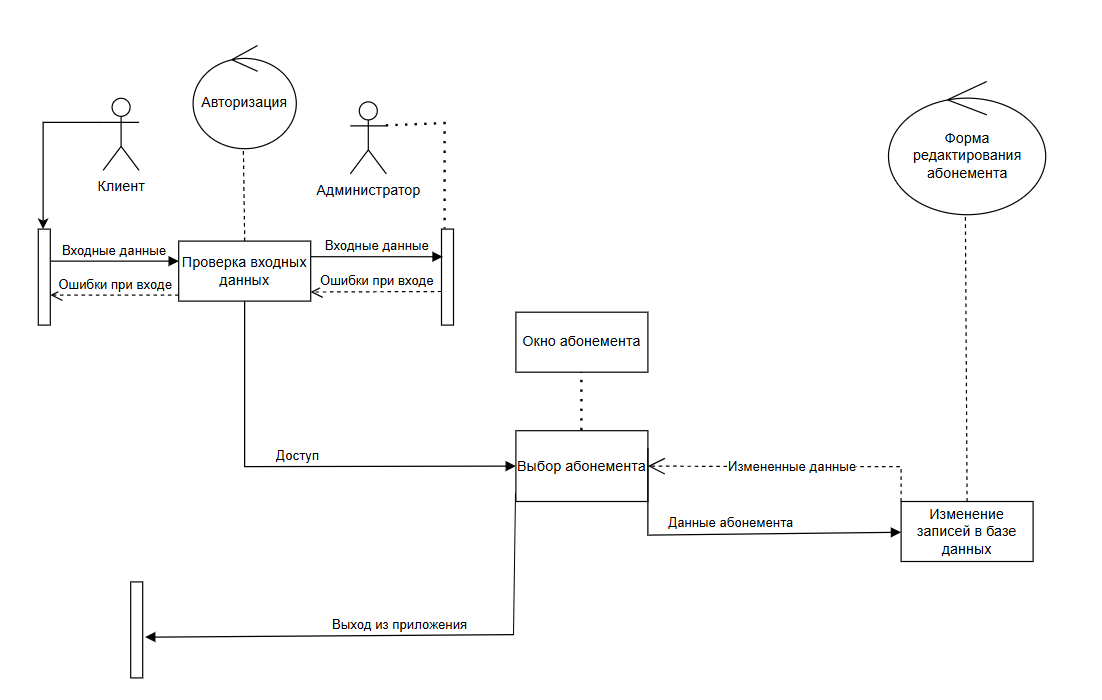 Авторизация
Клиент
Администратор
Форма
редактирования
абонемента
Входные данные
Ошибки при входе
Проверка входных
данных
Входные данные
Ошибки при входе
Окно абонемента
Доступ
Выбор абонемента
Измененные данные
Данные абонемента
Изменение
записей в базе
данных
Выход из приложения